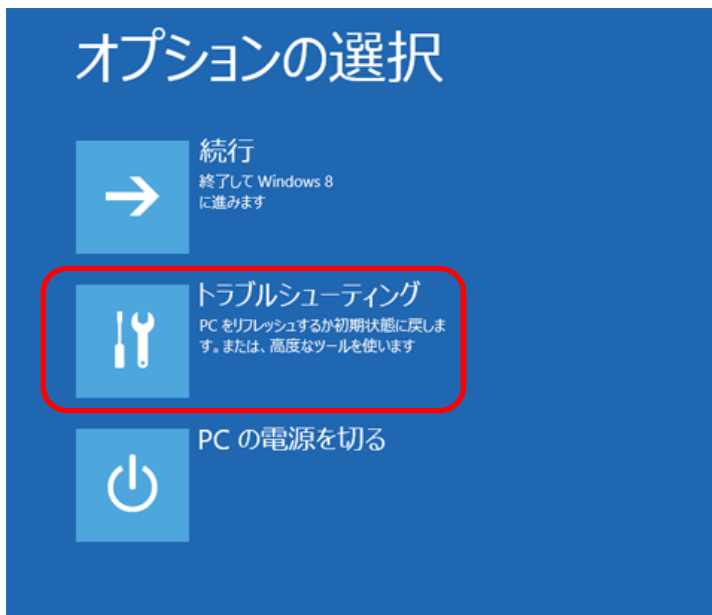 オプションの選択
続行
終了して Windows 8
に進みます
トラブルシューティング
PC をリフレッシュするか初期状態に戻しま
す。または、高度なツールを使います
PC の電源を切る